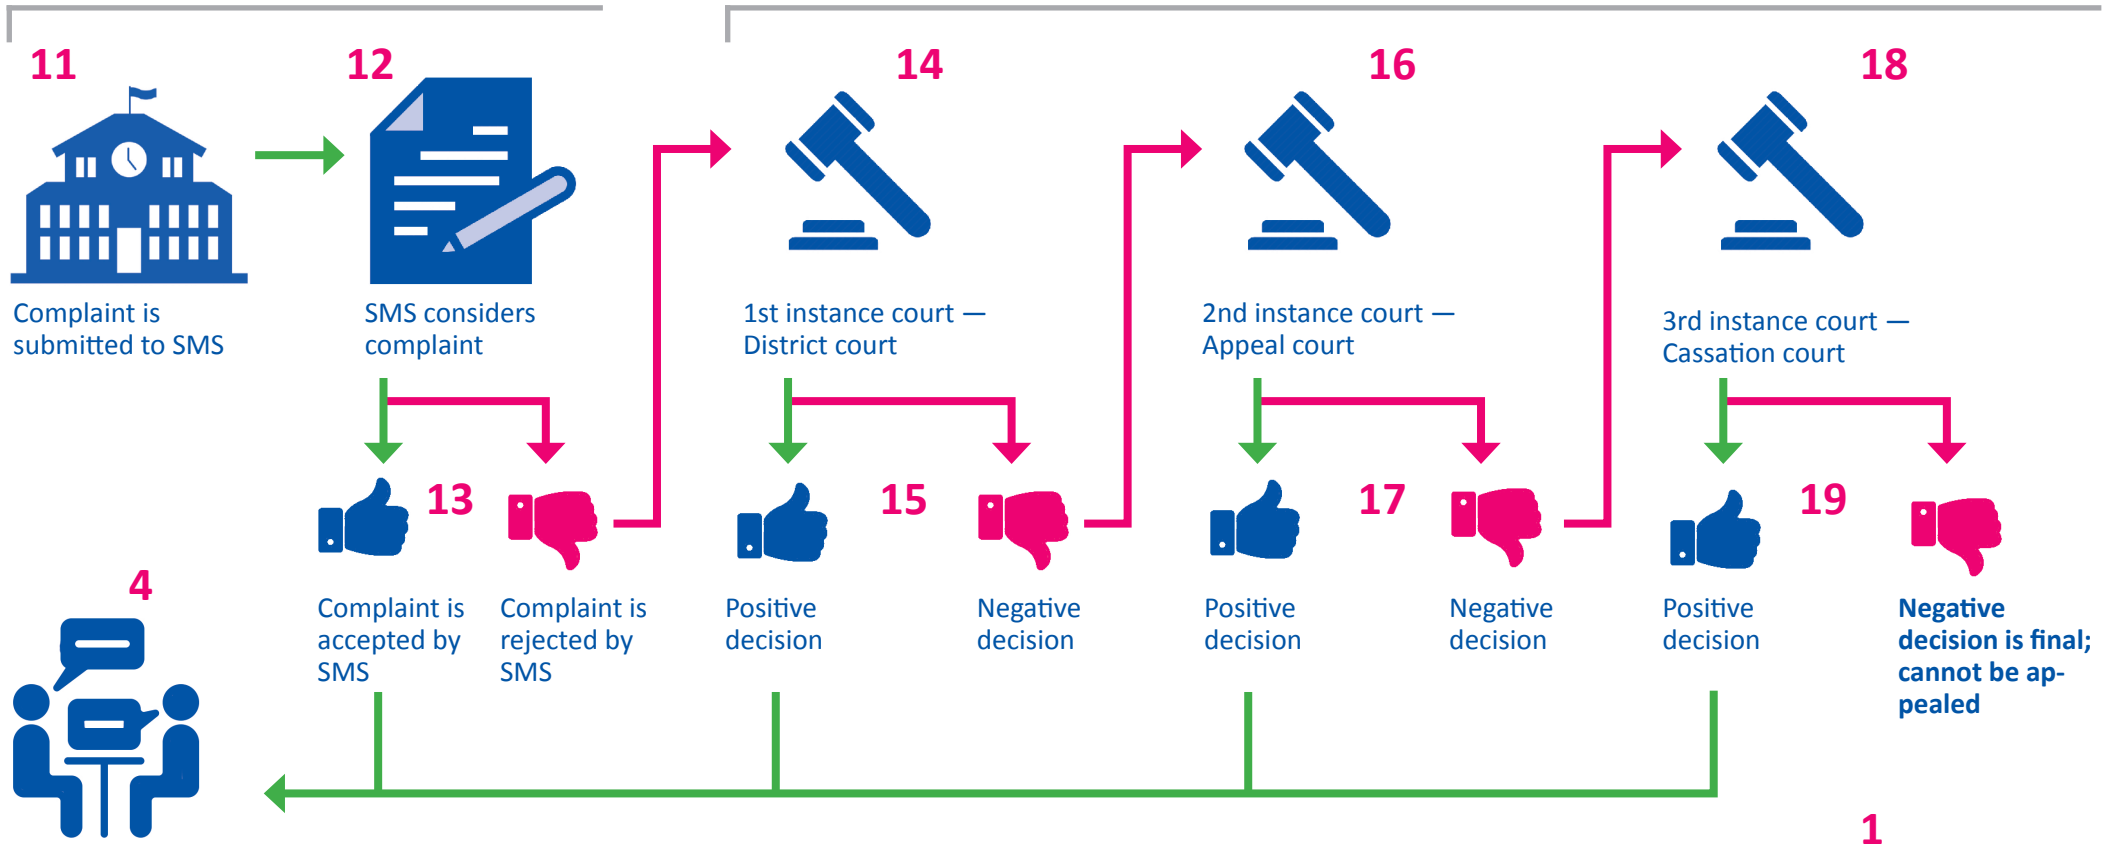 11
12
14
16
18
Complaint is
submitted to SMS
SMS considers
complaint
1st instance court —
District court
2nd instance court —
Appeal court
3rd instance court —
Cassation court
13
15
17
19
4
Complaint is
accepted by
SMS
Complaint is
rejected by
SMS
Positive
decision
Negative
decision
Positive
decision
Negative
decision
Positive
decision
Negative
decision is final;
cannot be ap-
pealed
1